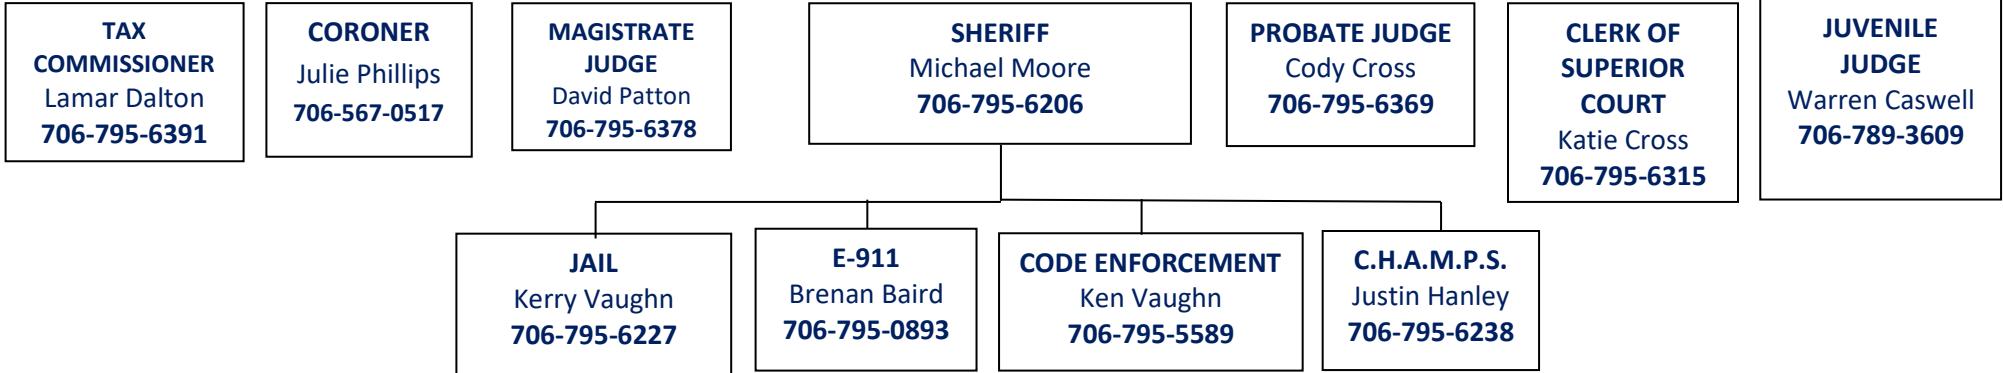 TAX
COMMISSIONER
Lamar Dalton
706-795-6391
CORONER
Julie Phillips
706-567-0517
MAGISTRATE
JUDGE
David Patton
706-795-6378
SHERIFF
Michael Moore
706-795-6206
PROBATE JUDGE
Cody Cross
706-795-6369
CLERK OF
SUPERIOR
COURT
Katie Cross
706-795-6315
JUVENILE
JUDGE
Warren Caswell
706-789-3609
JAIL
Kerry Vaughn
706-795-6227
E-911
Brenan Baird
706-795-0893
CODE ENFORCEMENT
Ken Vaughn
706-795-5589
C.H.A.M.P.S.
Justin Hanley
706-795-6238